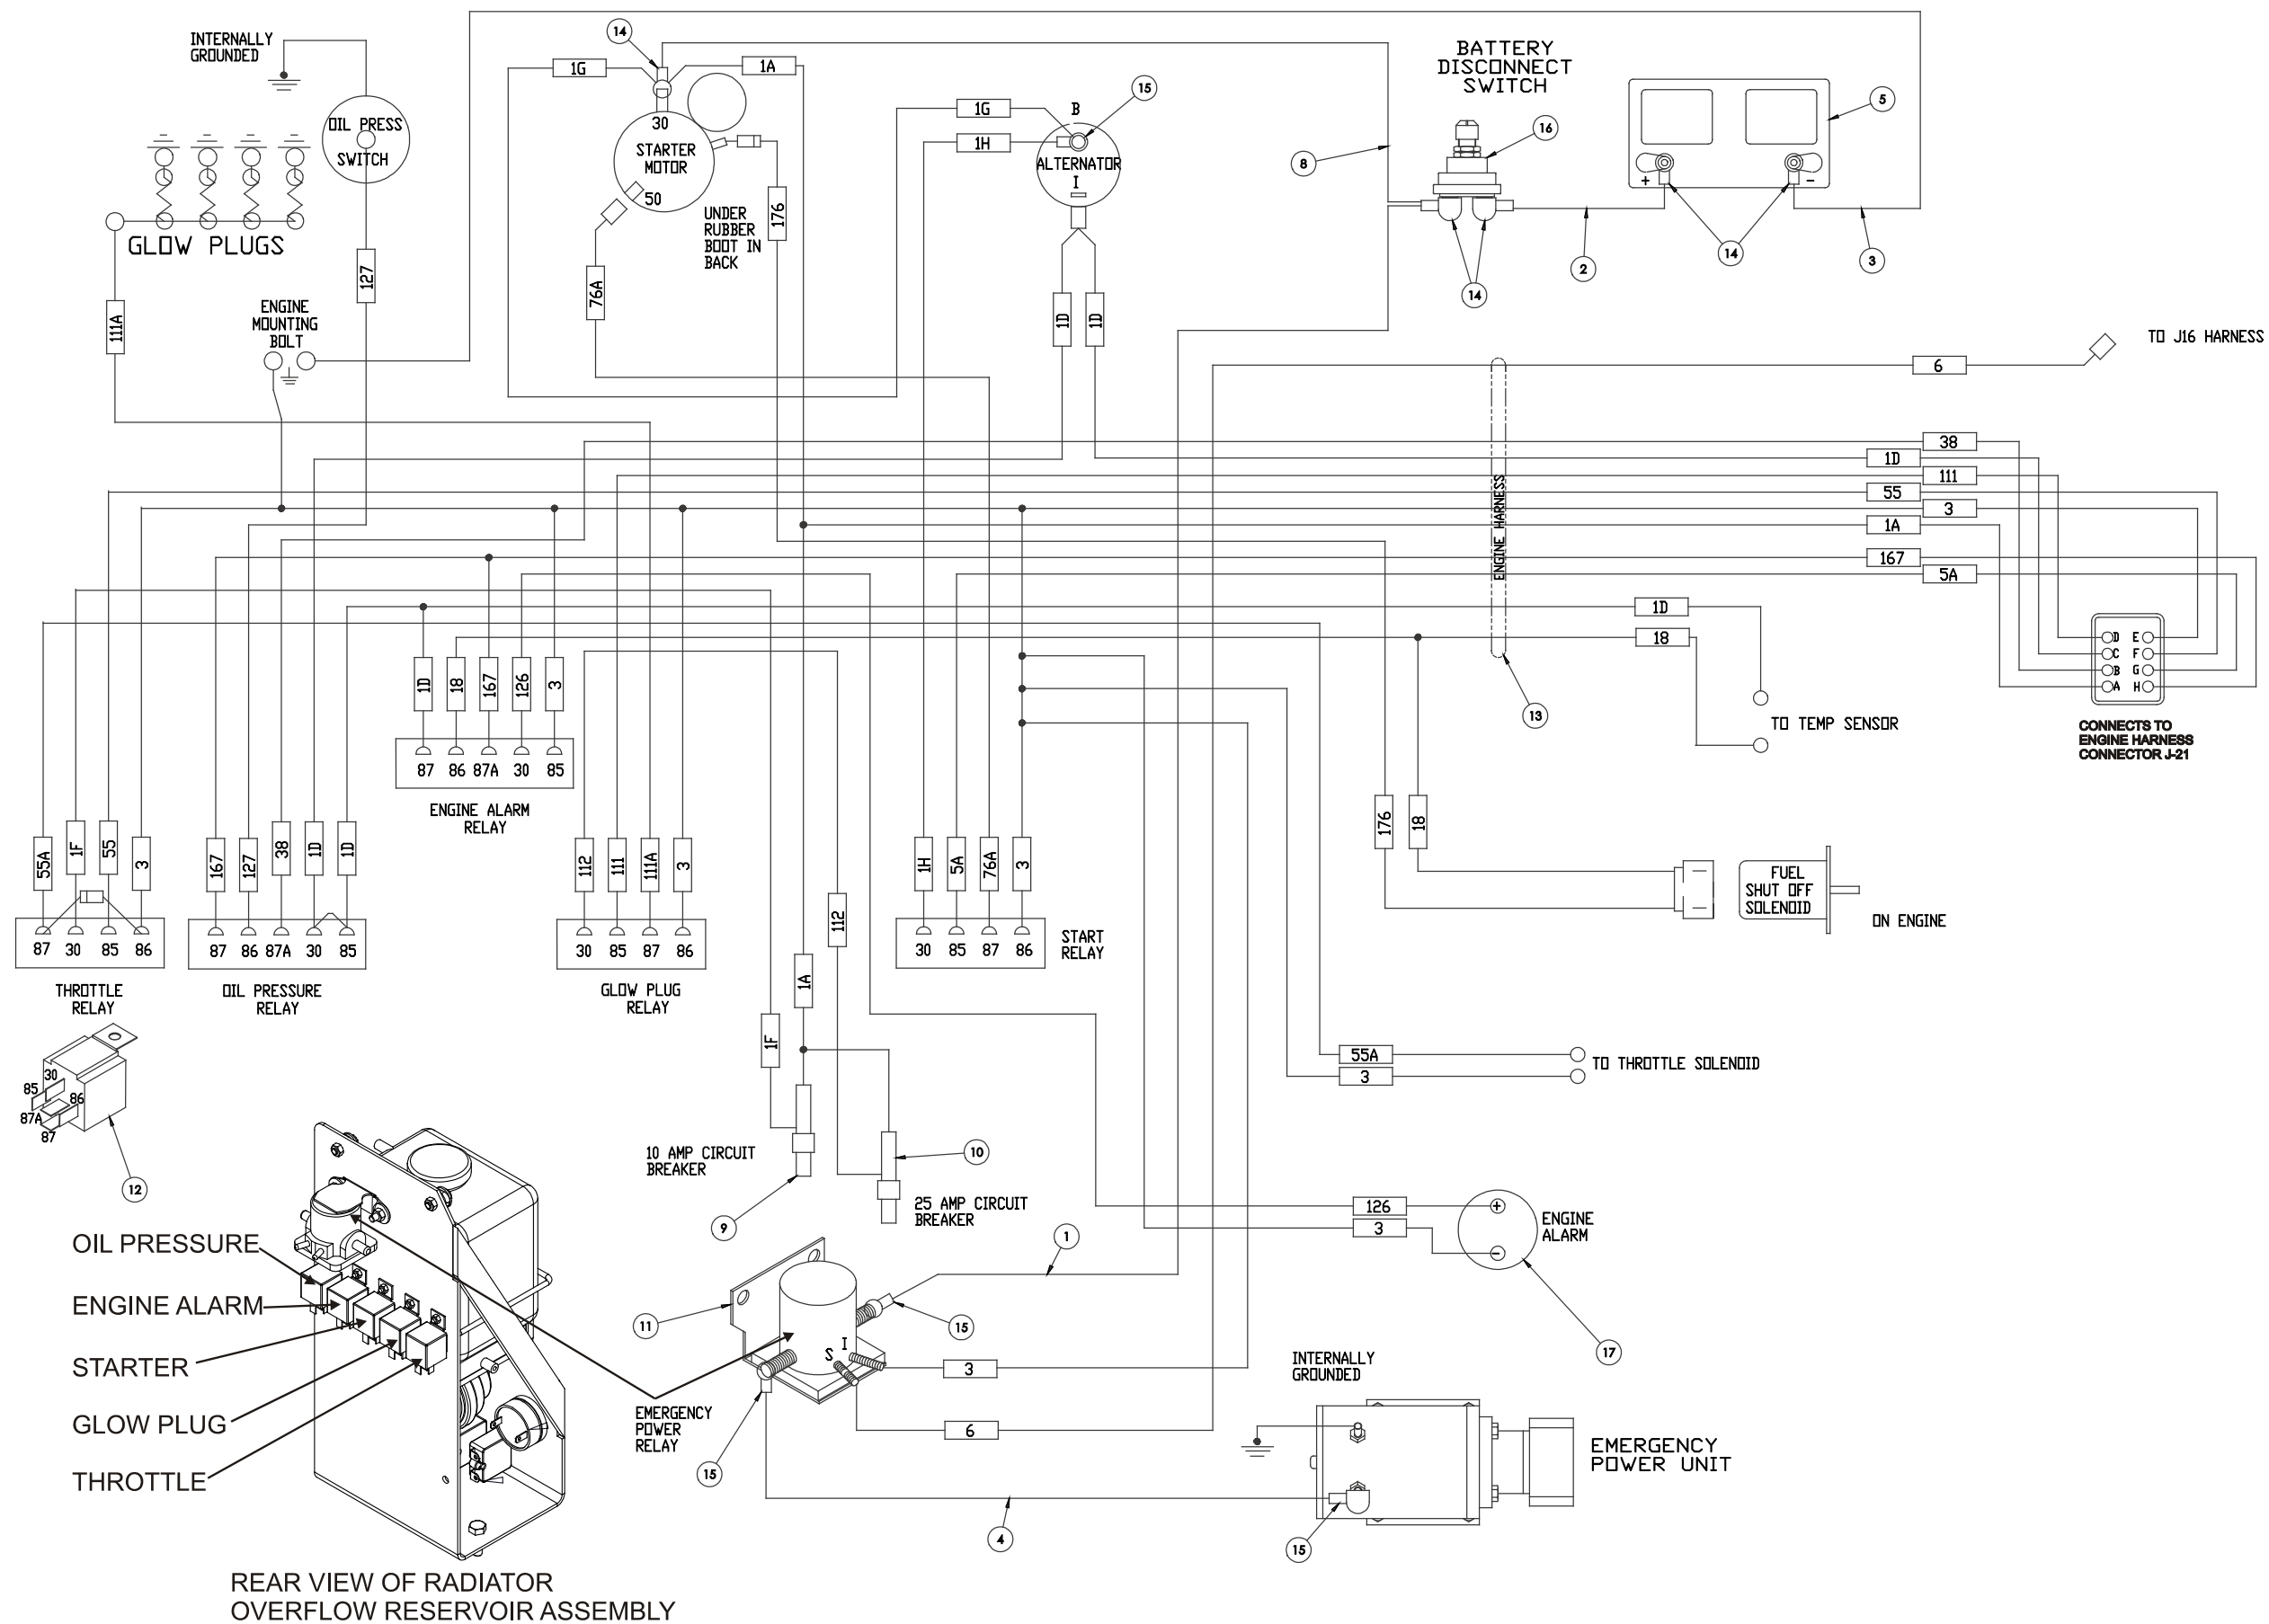 INTERNALLY
GROUNDED
OIL PRESS
SWITCH
GLOW PLUGS
127
111A
ENGINE
MOUNTING
BOLT
14
1G
1A
30
STARTER
MOTOR
50
76A
UNDER
RUBBER
BOOT IN
BACK
176
1G
1H
B
15
ALTERNATOR
I
1D
1D
8
BATTERY
DISCONNECT
SWITCH
16
14
2
5
+
-
14
3
TO J16 HARNESS
6
38
1D
111
55
3
1A
167
5A
ENGINE HARNESS
1D
18
13
TO TEMP SENSOR
D E
C F
B G
A H
CONNECTS TO
ENGINE HARNESS
CONNECTOR J-21
1D
18
167
126
3
87 86 87A 30 85
ENGINE ALARM
RELAY
55A
1F
55
3
87 30 85 86
THROTTLE
RELAY
167
127
38
1D
1D
87 86 87A 30 85
OIL PRESSURE
RELAY
112
111
111A
3
30 85 87 86
GLOW PLUG
RELAY
112
1A
1F
1H
5A
76A
3
30 85 87 86
START
RELAY
176
18
FUEL
SHUT OFF
SOLENOID
ON ENGINE
55A
3
TO THROTTLE SOLENOID
30
85
86
87A
87
12
10 AMP CIRCUIT
BREAKER
9
10
25 AMP CIRCUIT
BREAKER
126
3
+
-
ENGINE
ALARM
17
1
11
15
S
I
3
6
EMERGENCY
POWER
RELAY
15
4
INTERNALLY
GROUNDED
15
EMERGENCY
POWER UNIT
OIL PRESSURE
ENGINE ALARM
STARTER
GLOW PLUG
THROTTLE
REAR VIEW OF RADIATOR
OVERFLOW RESERVOIR ASSEMBLY